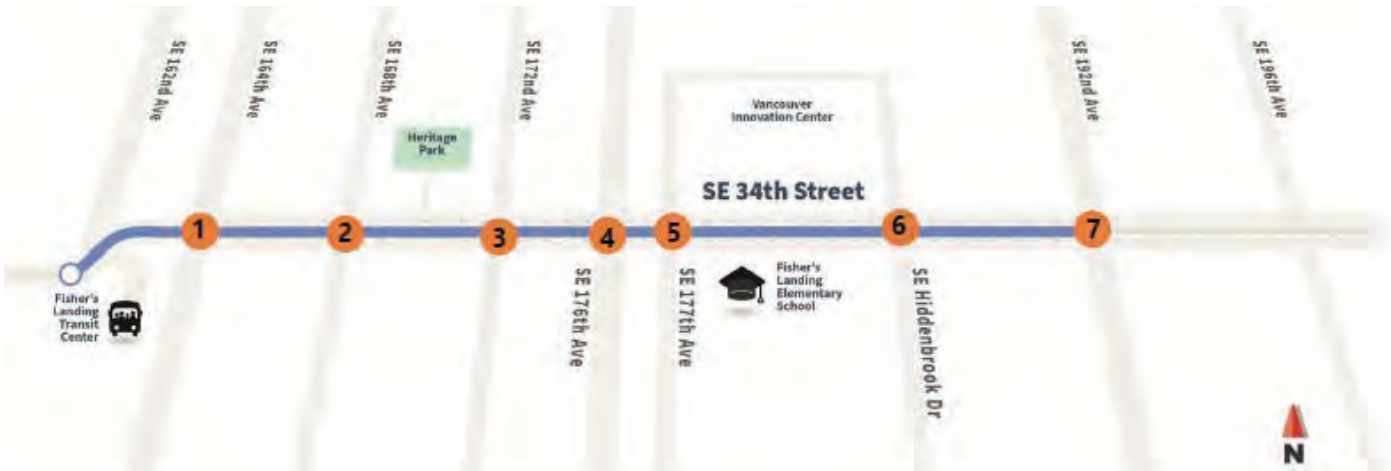 SE 162nd Ave
SE 164th Ave
SE 168th Ave
SE 172nd Ave
SE 192nd Ave
SE 196th Ave
Vancouver
Innovation Center
Heritage
Park
SE 34th Street
1
2
3
4
5
6
7
Fisher's
Landing
Transit
Center
SE 176th Ave
SE 177th Ave
Fisher's
Landing
Elementary
School
SE Hiddenbrook Dr
N